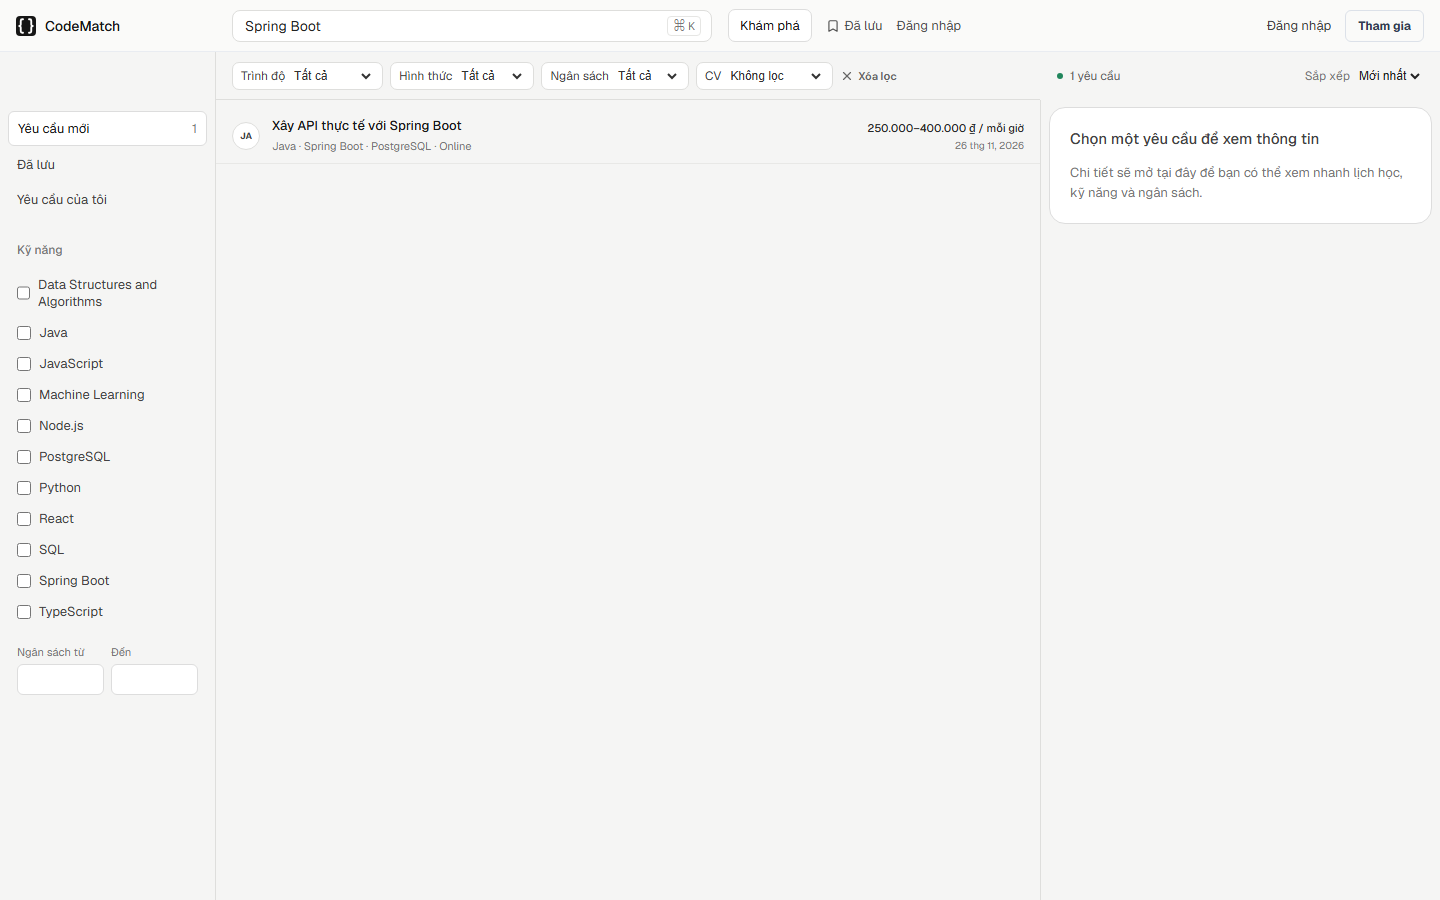 CodeMatch
Spring Boot
⌘ K
Khám phá
Đã lưu
Đăng nhập
Đăng nhập
Tham gia
Trình độ Tất cả
Hình thức Tất cả
Ngân sách Tất cả
CV Không lọc
Xóa lọc
1 yêu cầu
Sắp xếp Mới nhất
Yêu cầu mới 1
Đã lưu
Yêu cầu của tôi
Kỹ năng
Data Structures and
Algorithms
Java
JavaScript
Machine Learning
Node.js
PostgreSQL
Python
React
SQL
Spring Boot
TypeScript
Ngân sách từ
Đến
JA
Xây API thực tế với Spring Boot
Java · Spring Boot · PostgreSQL · Online
250.000–400.000 ₫ / mỗi giờ
26 thg 11, 2026
Chọn một yêu cầu để xem thông tin
Chi tiết sẽ mở tại đây để bạn có thể xem nhanh lịch học,
kỹ năng và ngân sách.